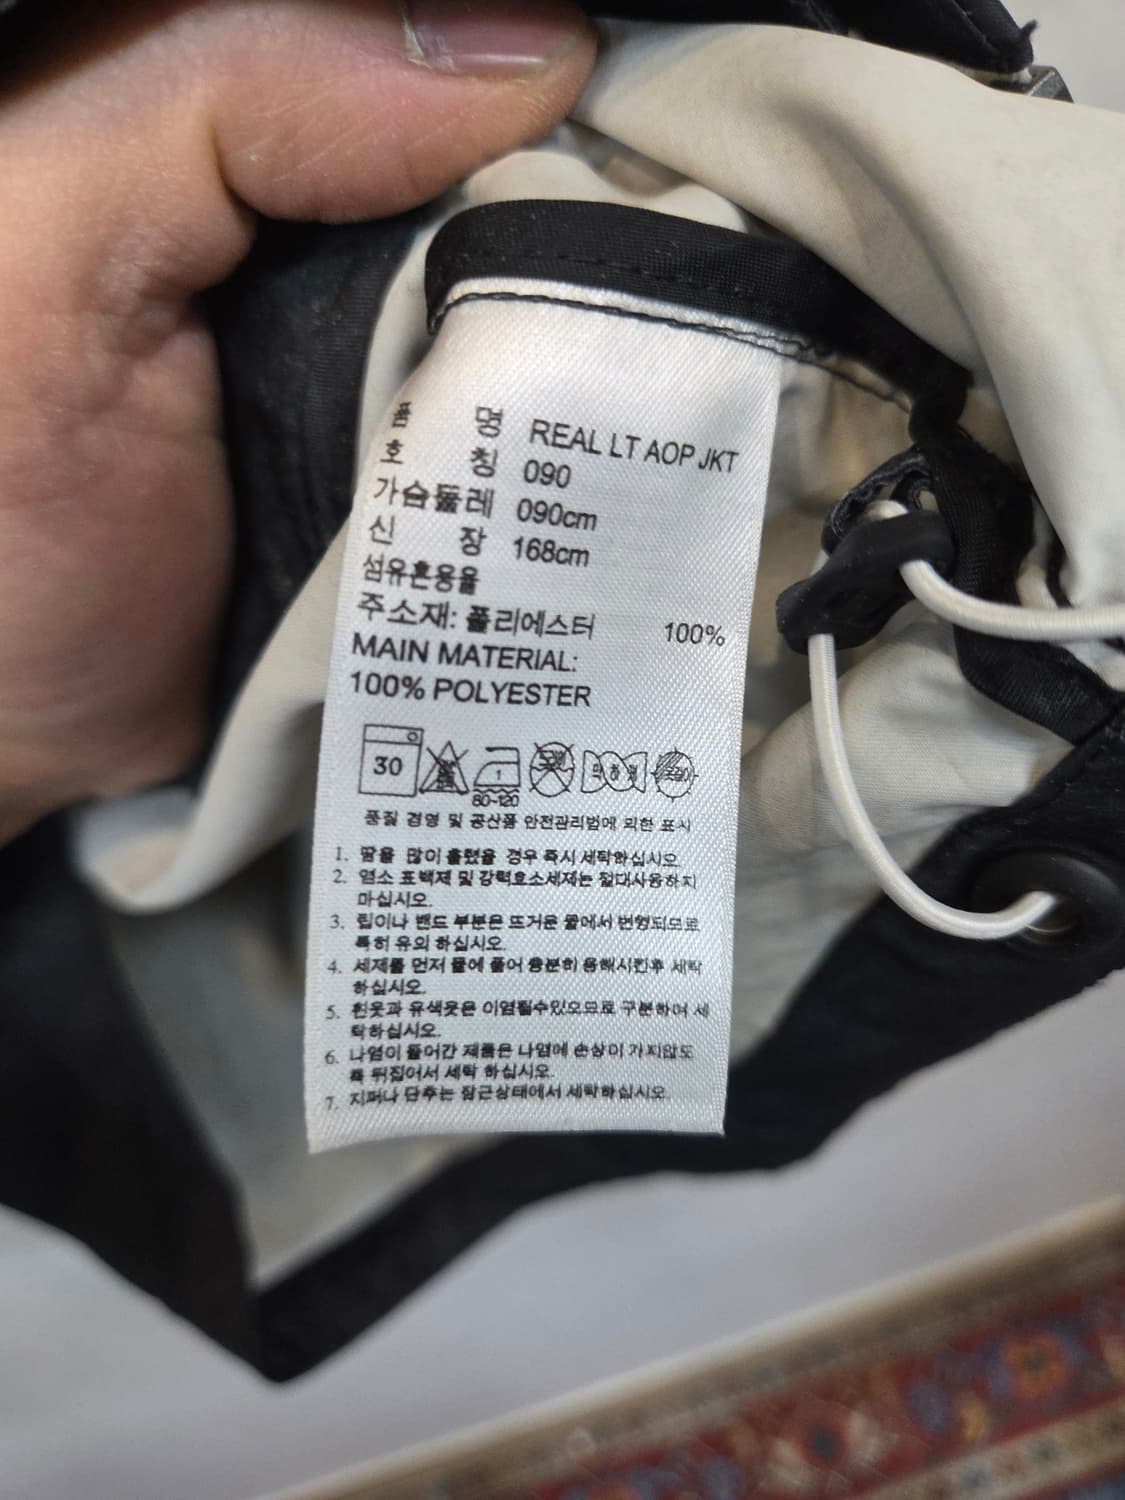 품 명 REAL LT AOP JKT
호 칭 090
가슴둘레 090cm
신 장 168cm
섬유혼용율
주소재: 폴리에스터 100%
MAIN MATERIAL:
100% POLYESTER
30
80-120
품질 경영 및 공산품 안전관리법에 의한 표시
1. 땀을 많이 흘렸을 경우 즉시 세탁하십시오.
2. 염소 표백제 및 강력효소세제는 절대사용하지
마십시오.
3. 립이나 밴드 부분은 뜨거운 물에서 변형되므로
특히 유의 하십시오.
4. 세제를 먼저 물에 풀어 충분히 용해시킨후 세탁
하십시오.
5. 흰옷과 유색옷은 이염될수있으므로 구분하여 세
탁하십시오.
6. 나염이 들어간 제품은 나염에 손상이 가지않도
록 뒤집어서 세탁 하십시오.
7. 지퍼나 단추는 잠근상태에서 세탁하십시오.